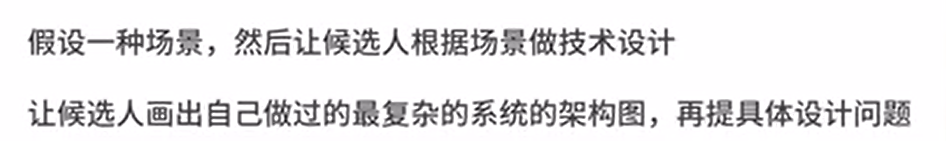 假设一种场景，然后让候选人根据场景做技术设计
让候选人画出自己做过的最复杂的系统的架构图，再提具体设计问题